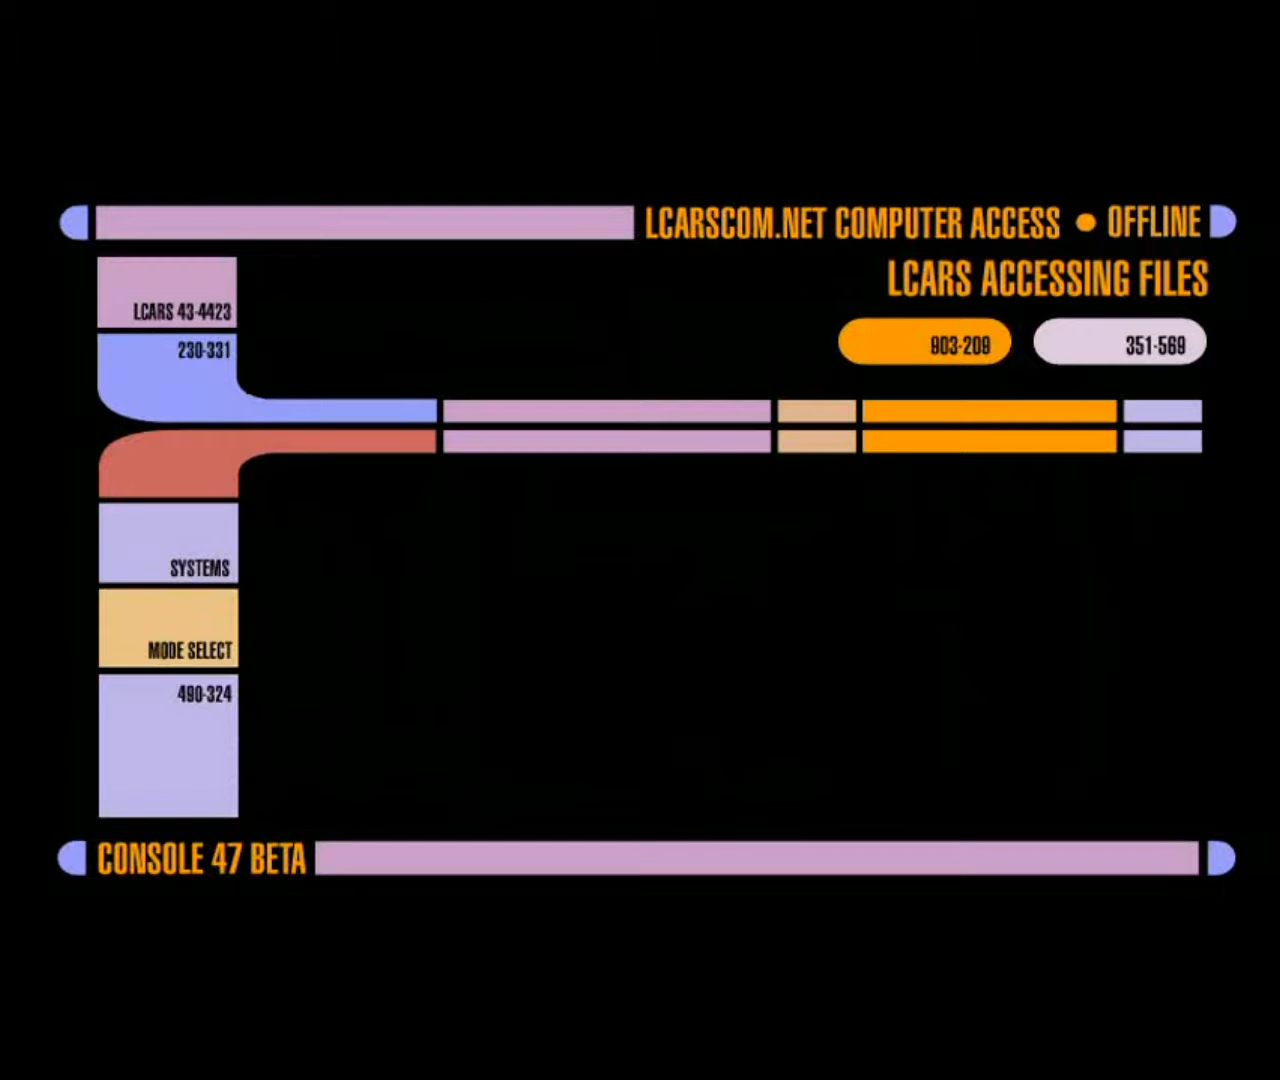 LCARSCOM.NET COMPUTER ACCESS • OFFLINE
LCARS ACCESSING FILES
LCARS 43-4423
230-331
903-209 351-569
SYSTEMS
MODE SELECT
490-324
CONSOLE 47 BETA